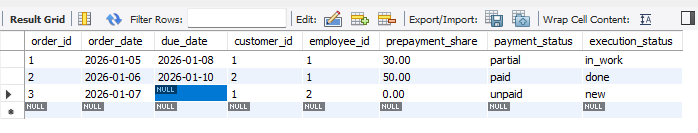 Result Grid Filter Rows: Edit: Export/Import: Wrap Cell Content:
order_id order_date due_date customer_id employee_id prepayment_share payment_status execution_status
1 2026-01-05 2026-01-08 1 1 30.00 partial in_work
2 2026-01-06 2026-01-10 2 1 50.00 paid done
3 2026-01-07 NULL 1 2 0.00 unpaid new
NULL NULL NULL NULL NULL NULL NULL NULL